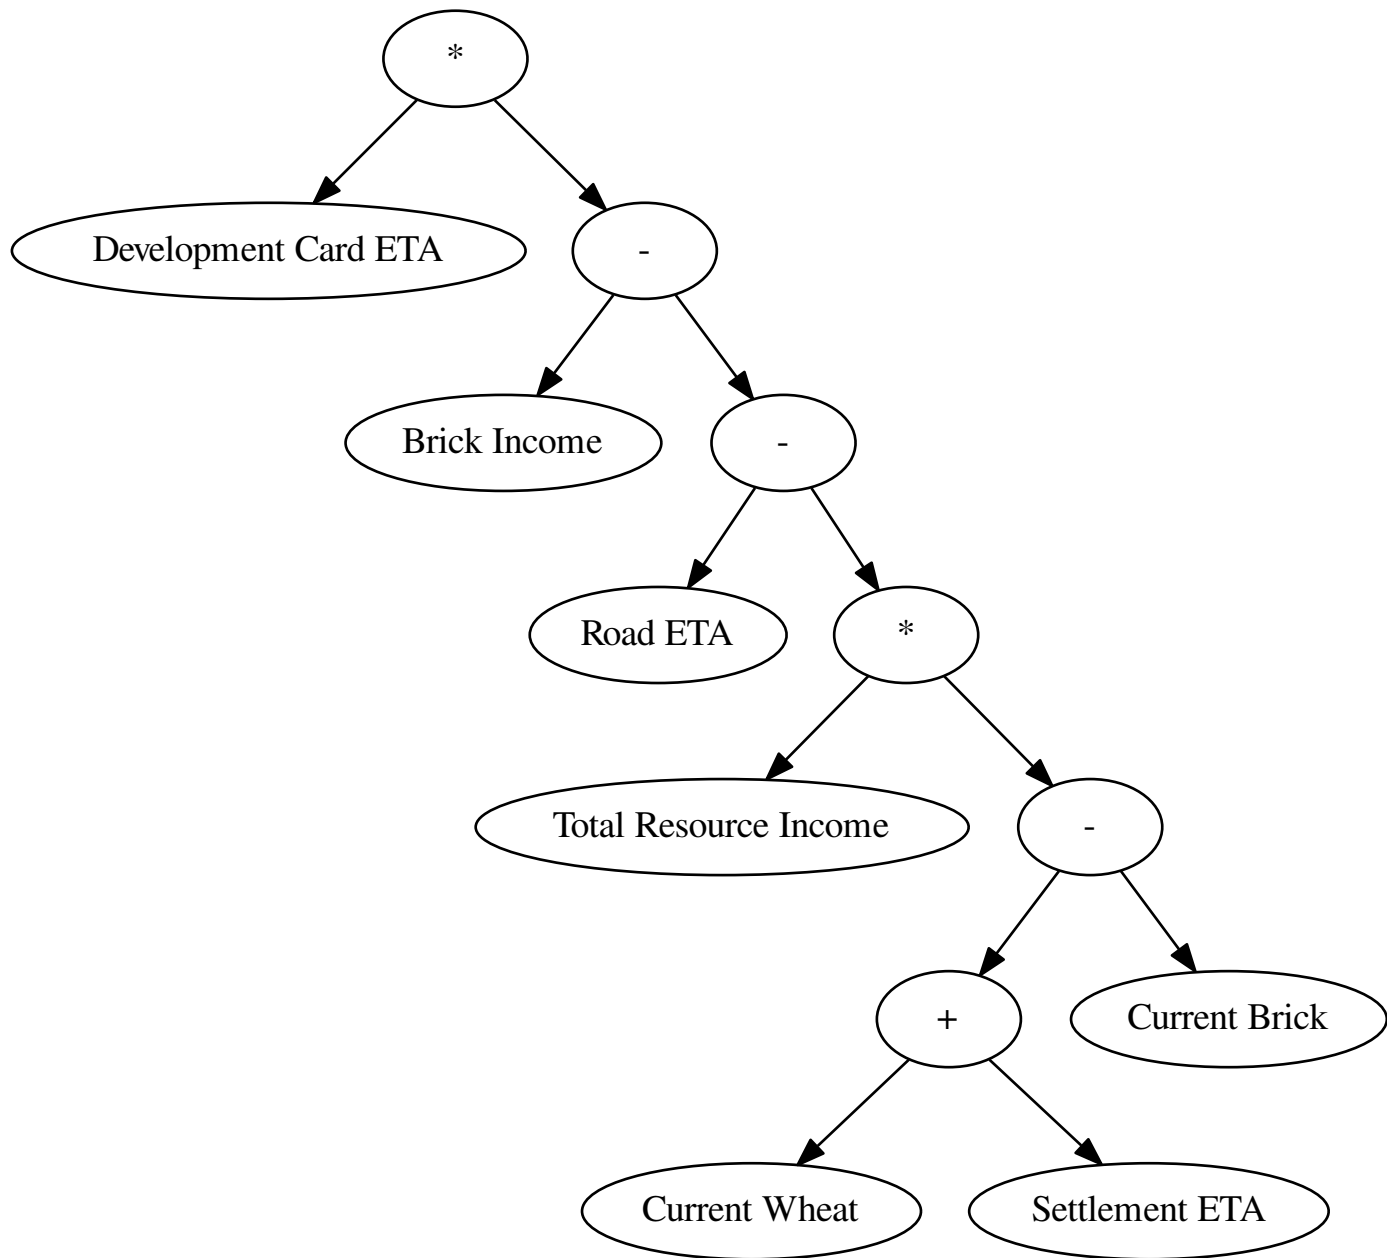 *
Development Card ETA
-
Brick Income
-
Road ETA
*
Total Resource Income
-
+
Current Brick
Current Wheat
Settlement ETA